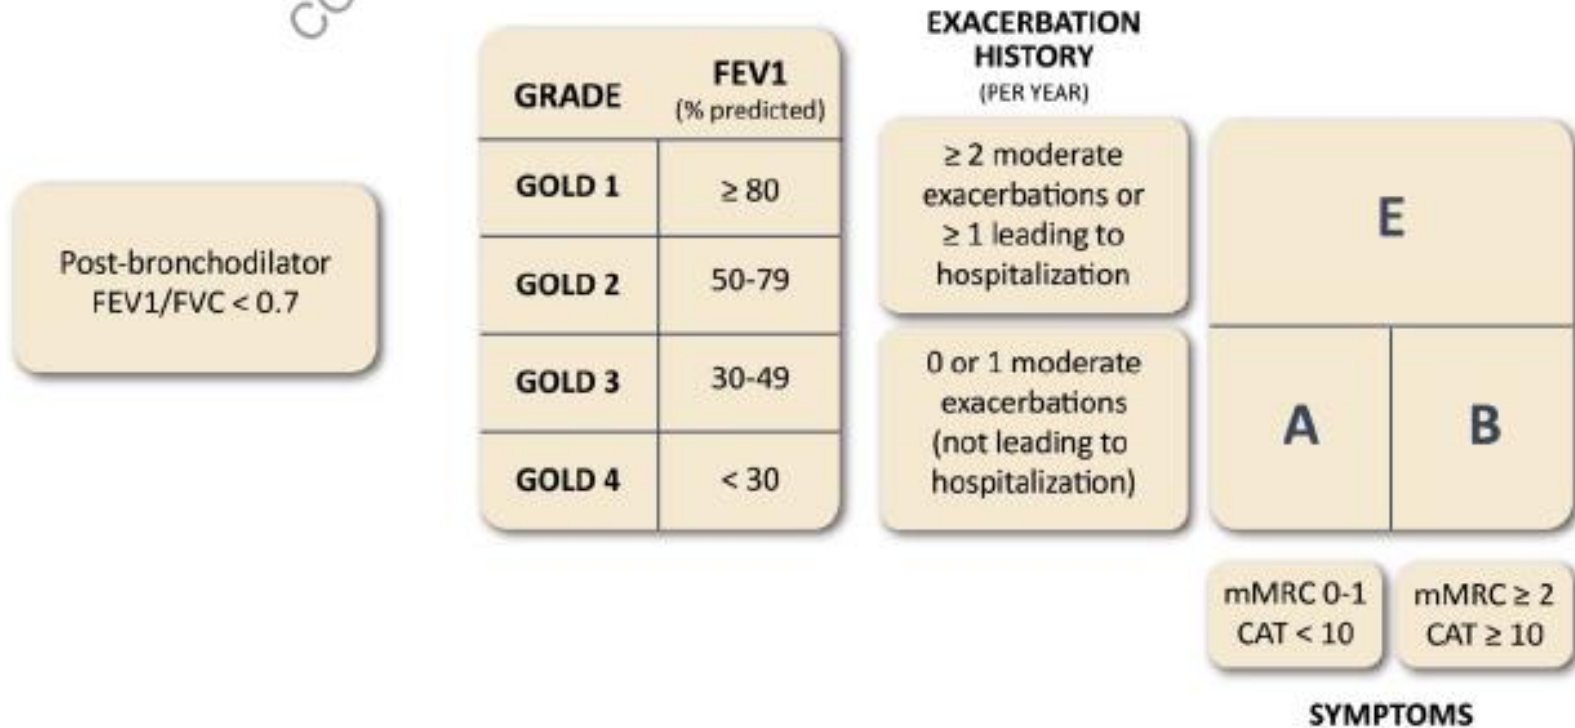 Post-bronchodilator
FEV1/FVC < 0.7
GRADE
FEV1
(% predicted)
GOLD 1
≥ 80
GOLD 2
50-79
GOLD 3
30-49
GOLD 4
< 30
EXACERBATION
HISTORY
(PER YEAR)
≥ 2 moderate
exacerbations or
≥ 1 leading to
hospitalization
0 or 1 moderate
exacerbations
(not leading to
hospitalization)
E
A
B
mMRC 0-1
CAT < 10
mMRC ≥ 2
CAT ≥ 10
SYMPTOMS